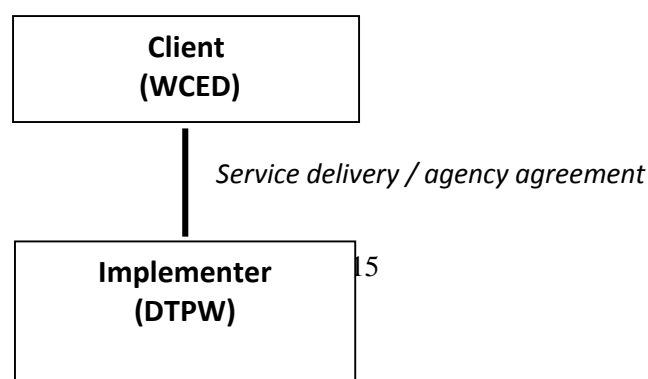 Client
(WCED)
Service delivery / agency agreement
Implementer
15
(DTPW)